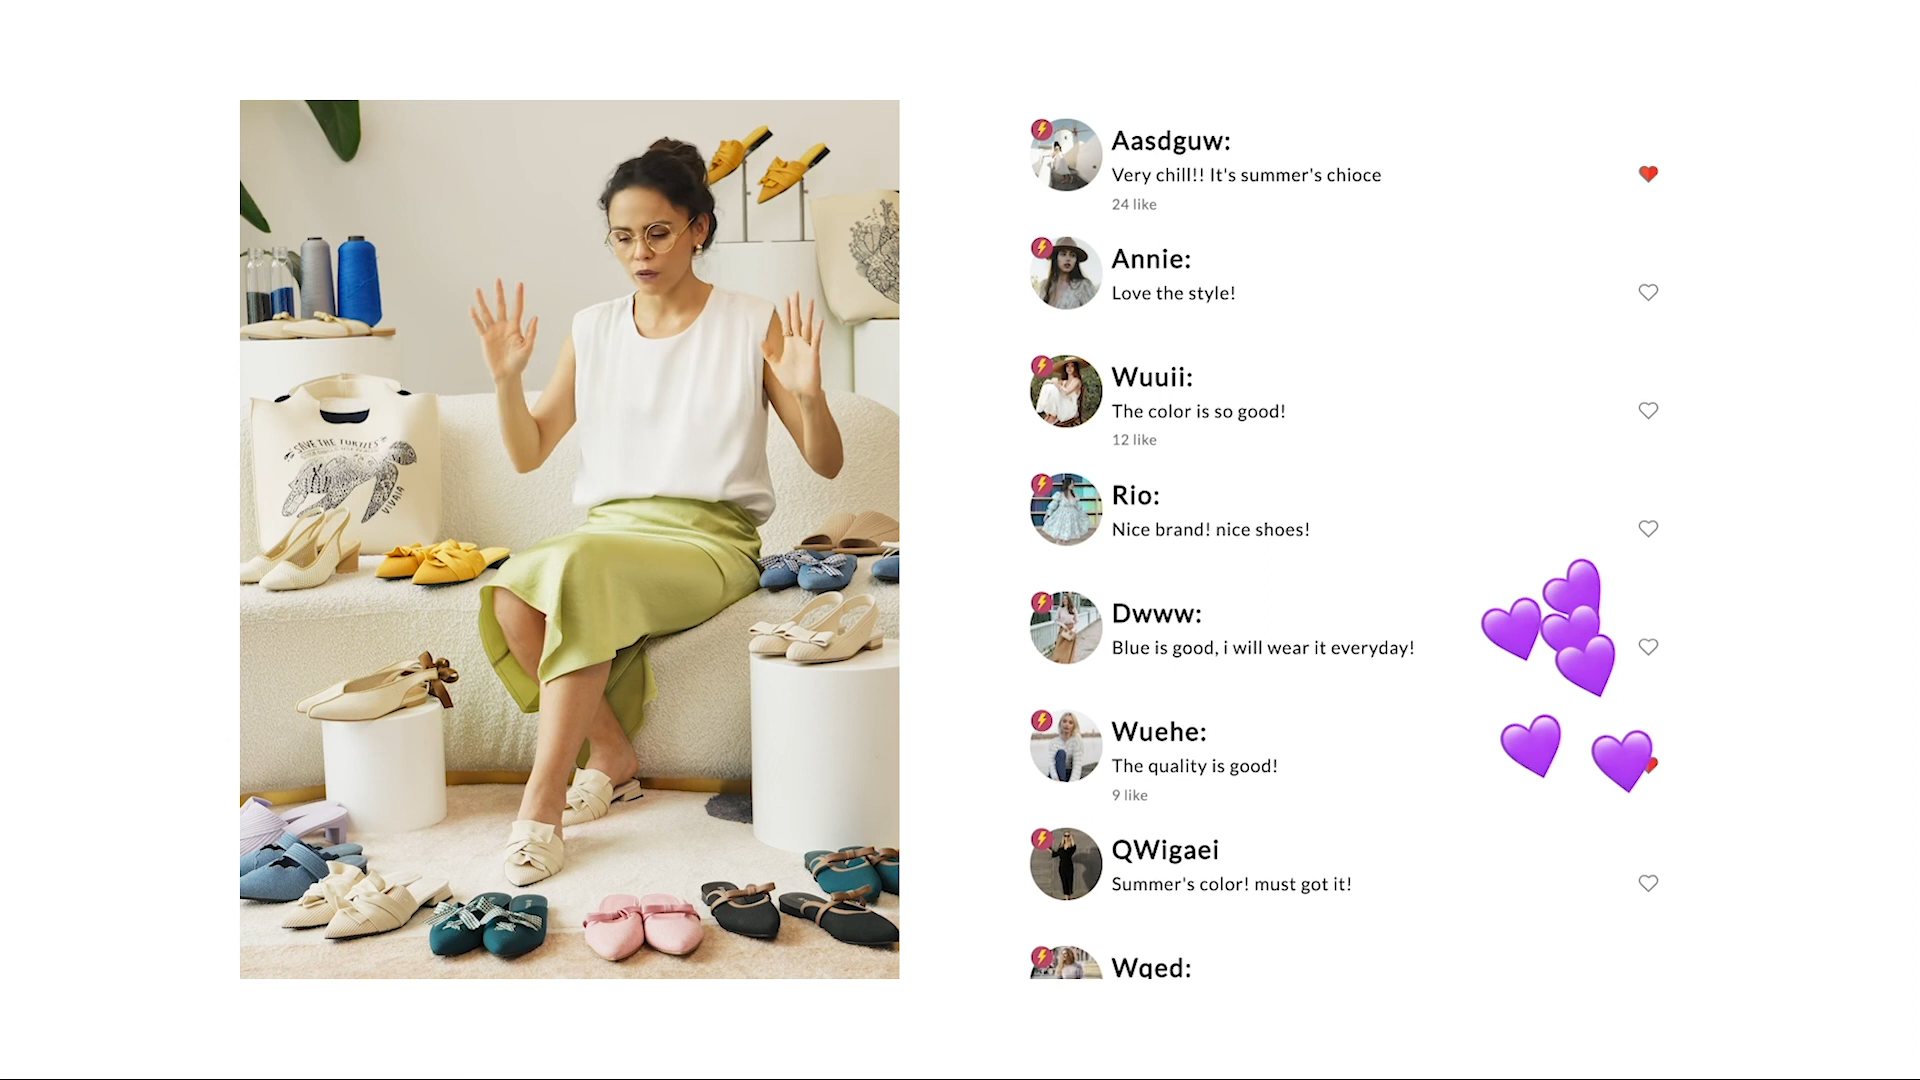 SAVE THE TURTLES
VIVAIA
Aasdguw:
Very chill!! It's summer's chioce
24 like
Annie:
Love the style!
Wuuii:
The color is so good!
12 like
Rio:
Nice brand! nice shoes!
Dwww:
Blue is good, i will wear it everyday!
Wuehe:
The quality is good!
9 like
QWigaei
Summer's color! must got it!
Wqed: